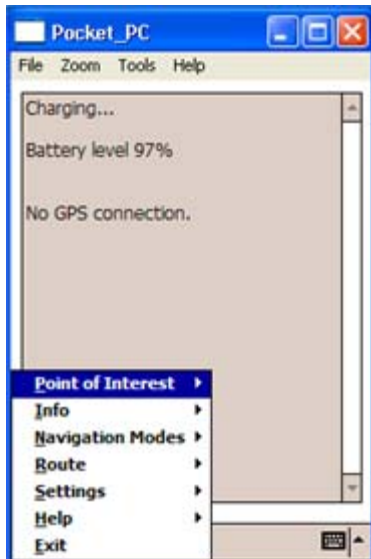 Pocket_PC
File Zoom Tools Help
Charging...
Battery level 97%
No GPS connection.
Point of Interest
Info
Navigation Modes
Route
Settings
Help
Exit